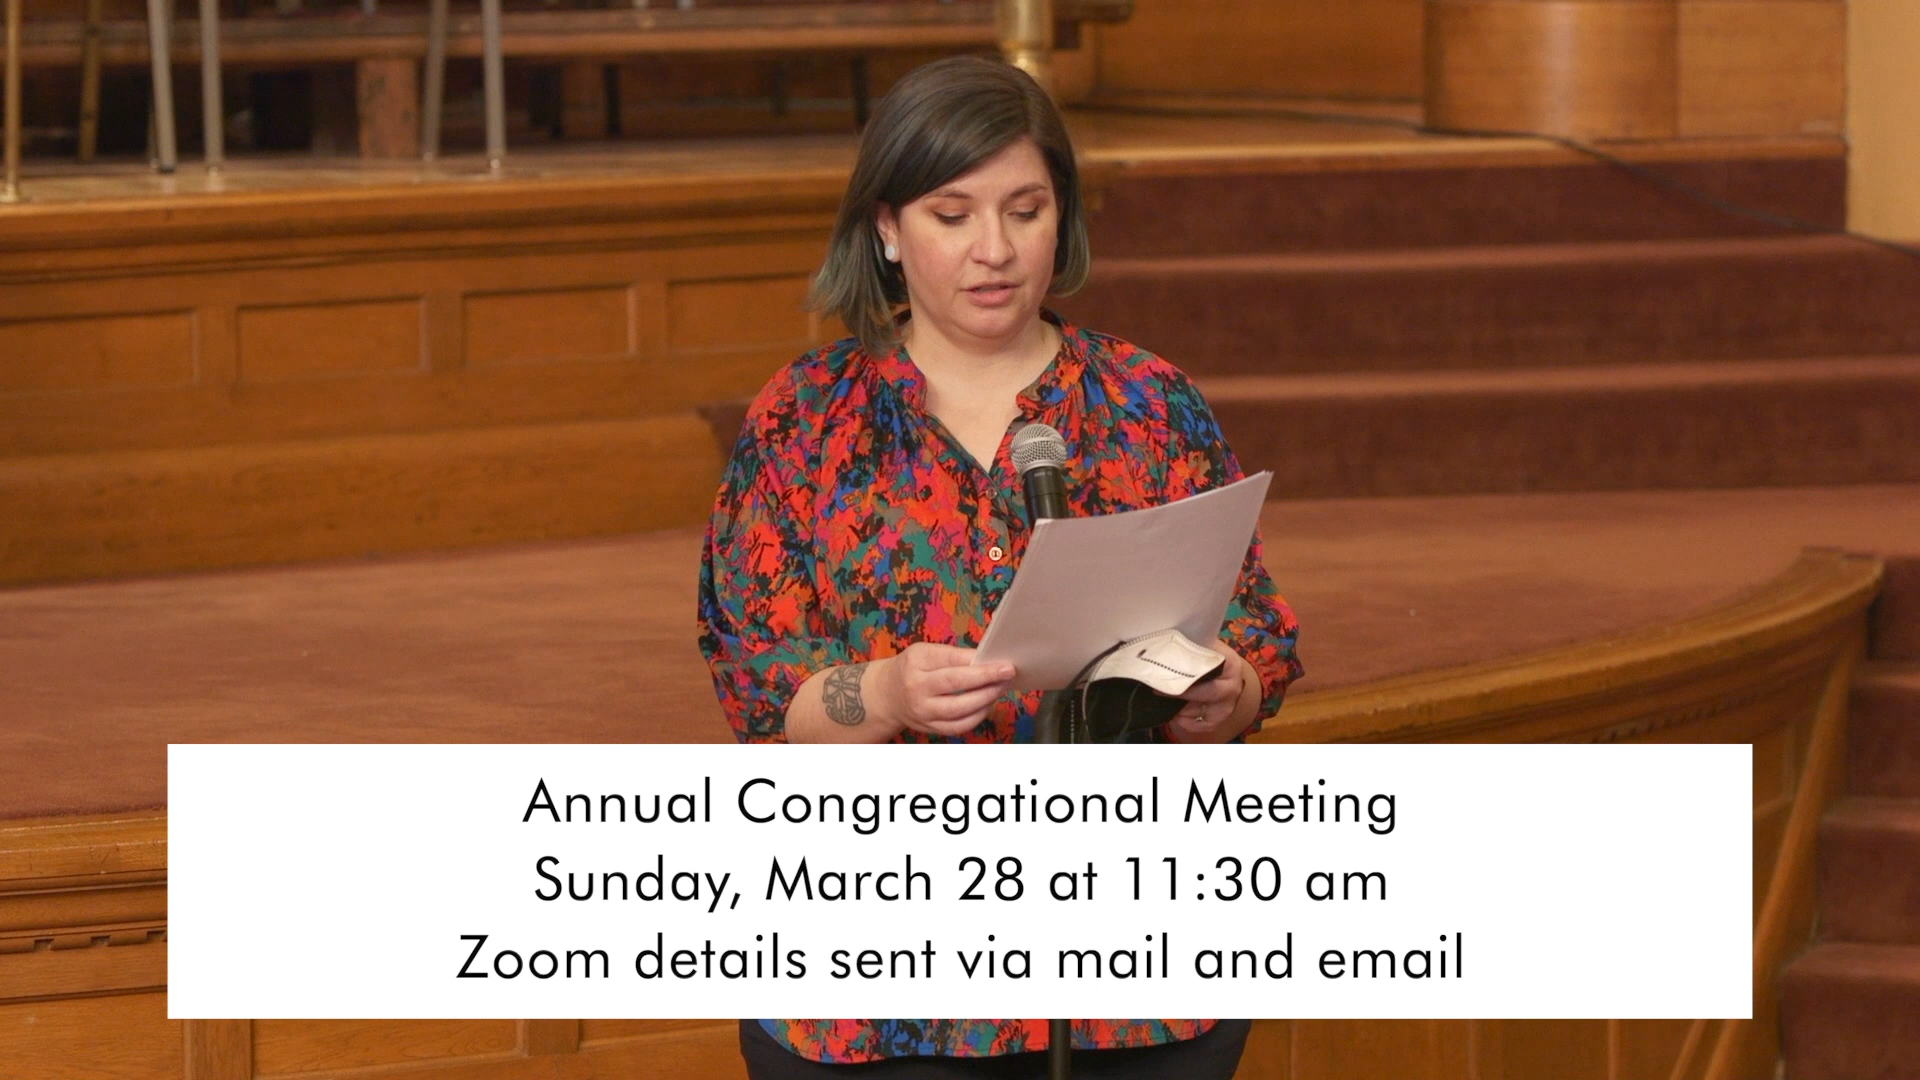 Annual Congregational Meeting
Sunday, March 28 at 11:30 am
Zoom details sent via mail and email